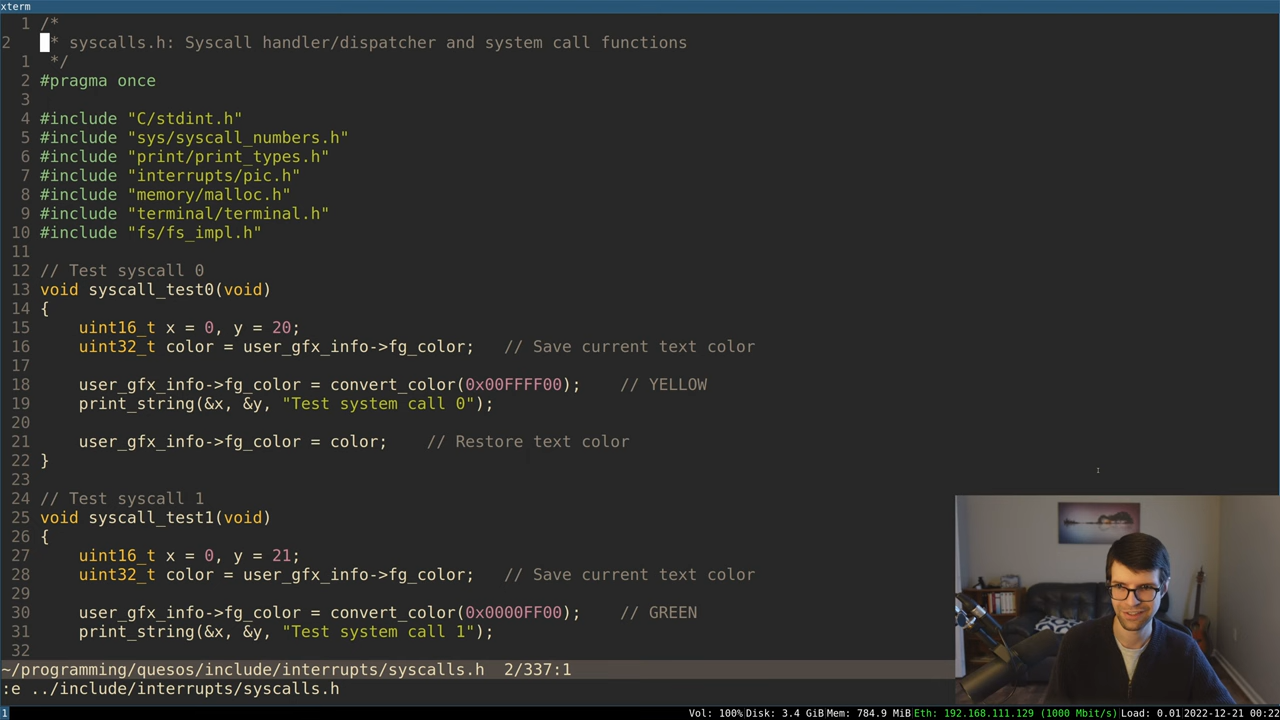 xterm
1 /*
2 * syscalls.h: Syscall handler/dispatcher and system call functions
1 */
2 #pragma once
3
4 #include "C/stdint.h"
5 #include "sys/syscall_numbers.h"
6 #include "print/print_types.h"
7 #include "interrupts/pic.h"
8 #include "memory/malloc.h"
9 #include "terminal/terminal.h"
10 #include "fs/fs_impl.h"
11
12 // Test syscall 0
13 void syscall_test0(void)
14 {
15     uint16_t x = 0, y = 20;
16     uint32_t color = user_gfx_info->fg_color;   // Save current text color
17
18     user_gfx_info->fg_color = convert_color(0x00FFFF00);    // YELLOW
19     print_string(&x, &y, "Test system call 0");
20
21     user_gfx_info->fg_color = color;    // Restore text color
22 }
23
24 // Test syscall 1
25 void syscall_test1(void)
26 {
27     uint16_t x = 0, y = 21;
28     uint32_t color = user_gfx_info->fg_color;   // Save current text color
29
30     user_gfx_info->fg_color = convert_color(0x0000FF00);    // GREEN
31     print_string(&x, &y, "Test system call 1");
32
~/programming/quesos/include/interrupts/syscalls.h  2/337:1
:e ../include/interrupts/syscalls.h
1 Vol: 100% Disk: 3.4 GiB Mem: 784.9 MiB Eth: 192.168.111.129 (1000 Mbit/s) Load: 0.01 2022-12-21 00:22